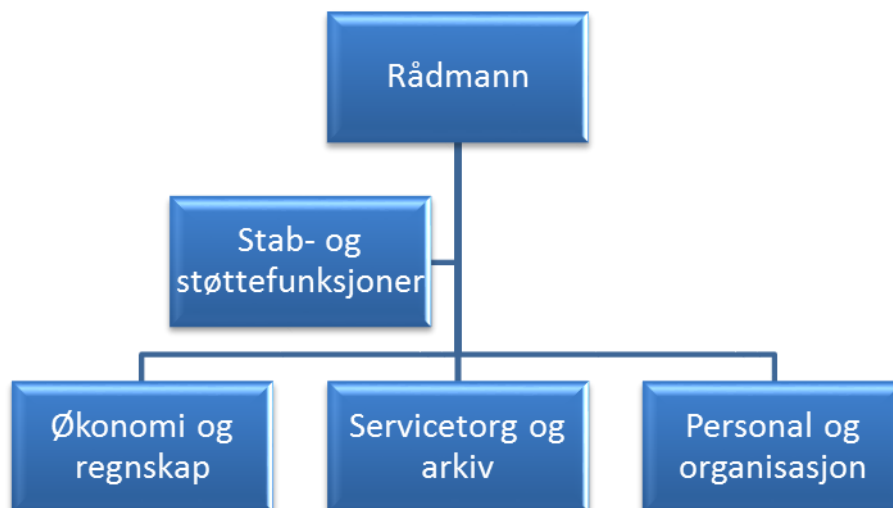 Rådmann
Stab- og
støttefunksjoner
Økonomi og
regnskap
Servicetorg og
arkiv
Personal og
organisasjon